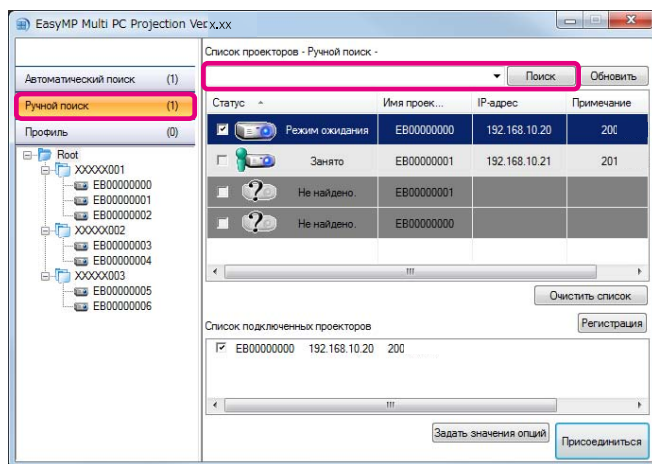 EasyMP Multi PC Projection Ver.x.xx
Список проекторов - Ручной поиск -
Автоматический поиск (1)
Поиск
Обновить
Ручной поиск (1)
Профиль (0)
Статус Имя проек... IP-адрес Примечание
Режим ожидания EB00000000 192.168.10.20 200
Занято EB00000001 192.168.10.21 201
Не найдено. EB00000001
Не найдено. EB00000000
Root
XXXXX001
EB00000000
EB00000001
EB00000002
XXXXX002
EB00000003
EB00000004
XXXXX003
EB00000005
EB00000006
Очистить список
Список подключенных проекторов
Регистрация
EB00000000 192.168.10.20 200
Задать значения опций
Присоединиться